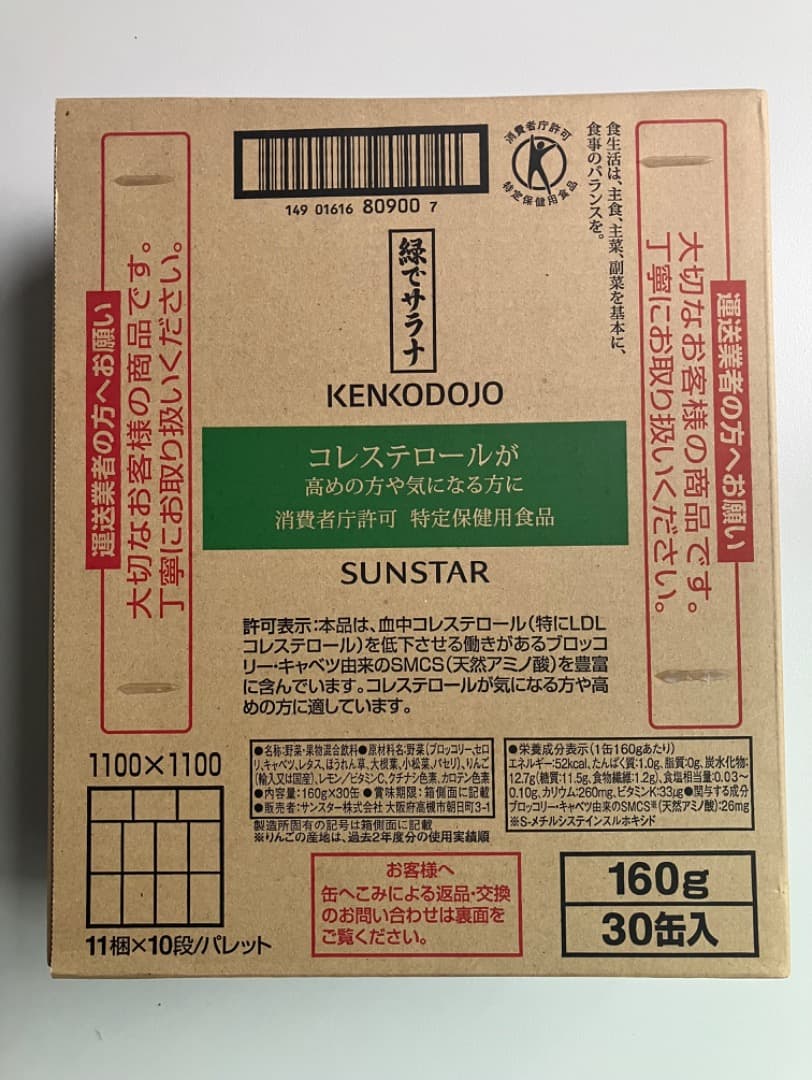 149 01616 80900 7
消費者庁許可
特定保健用食品
食生活は、主食、主菜、副菜を基本に、
食事のバランスを。
緑でサラナ
KENKODOJO
コレステロールが
高めの方や気になる方に
消費者庁許可 特定保健用食品
SUNSTAR
運送業者の方へお願い
大切なお客様の商品です。
丁寧にお取り扱いください。
運送業者の方へお願い
大切なお客様の商品です。
丁寧にお取り扱いください。
許可表示:本品は、血中コレステロール(特にLDL
コレステロール)を低下させる働きがあるブロッコ
リー・キャベツ由来のSMCS(天然アミノ酸)を豊富
に含んでいます。コレステロールが気になる方や高
めの方に適しています。
1100×1100
11梱×10段/パレット
●名称:野菜・果物混合飲料●原材料名:野菜(ブロッコリー、セロ
リ、キャベツ、レタス、ほうれん草、大根葉、小松菜、パセリ)、りんご
(輸入又は国産)、レモン/ビタミンC、クチナシ色素、カロテン色素
●内容量:160g×30缶 ●賞味期限:箱側面に記載
●販売者:サンスター株式会社 大阪府高槻市朝日町3-1
製造所固有の記号は箱側面に記載
※りんごの産地は、過去2年度分の使用実績順
●栄養成分表示(1缶160gあたり)
エネルギー:52kcal、たんぱく質:1.0g、脂質:0g、炭水化物:
12.7g(糖質:11.5g、食物繊維:1.2g)、食塩相当量:0.03～
0.10g、カリウム:260mg、ビタミンK:33μg●関与する成分
ブロッコリー・キャベツ由来のSMCS※(天然アミノ酸):26mg
※S-メチルシステインスルホキシド
お客様へ
缶へこみによる返品・交換
のお問い合わせは裏面を
ご覧ください。
160g
30缶入